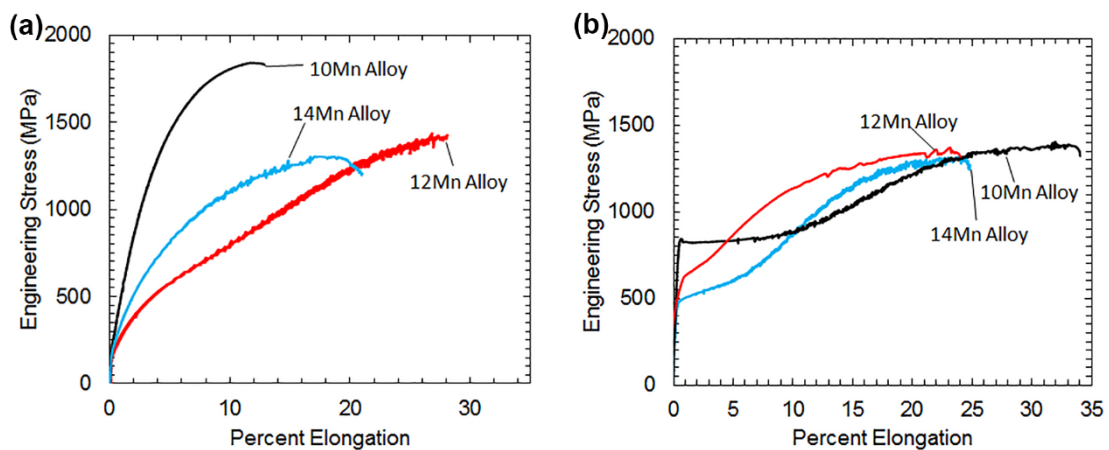 (a)
2000
1500
1000
500
0
0 10 20 30
Engineering Stress (MPa)
Percent Elongation
10Mn Alloy
14Mn Alloy
12Mn Alloy
(b)
2000
1500
1000
500
0
0 5 10 15 20 25 30 35
Engineering Stress (MPa)
Percent Elongation
12Mn Alloy
10Mn Alloy
14Mn Alloy